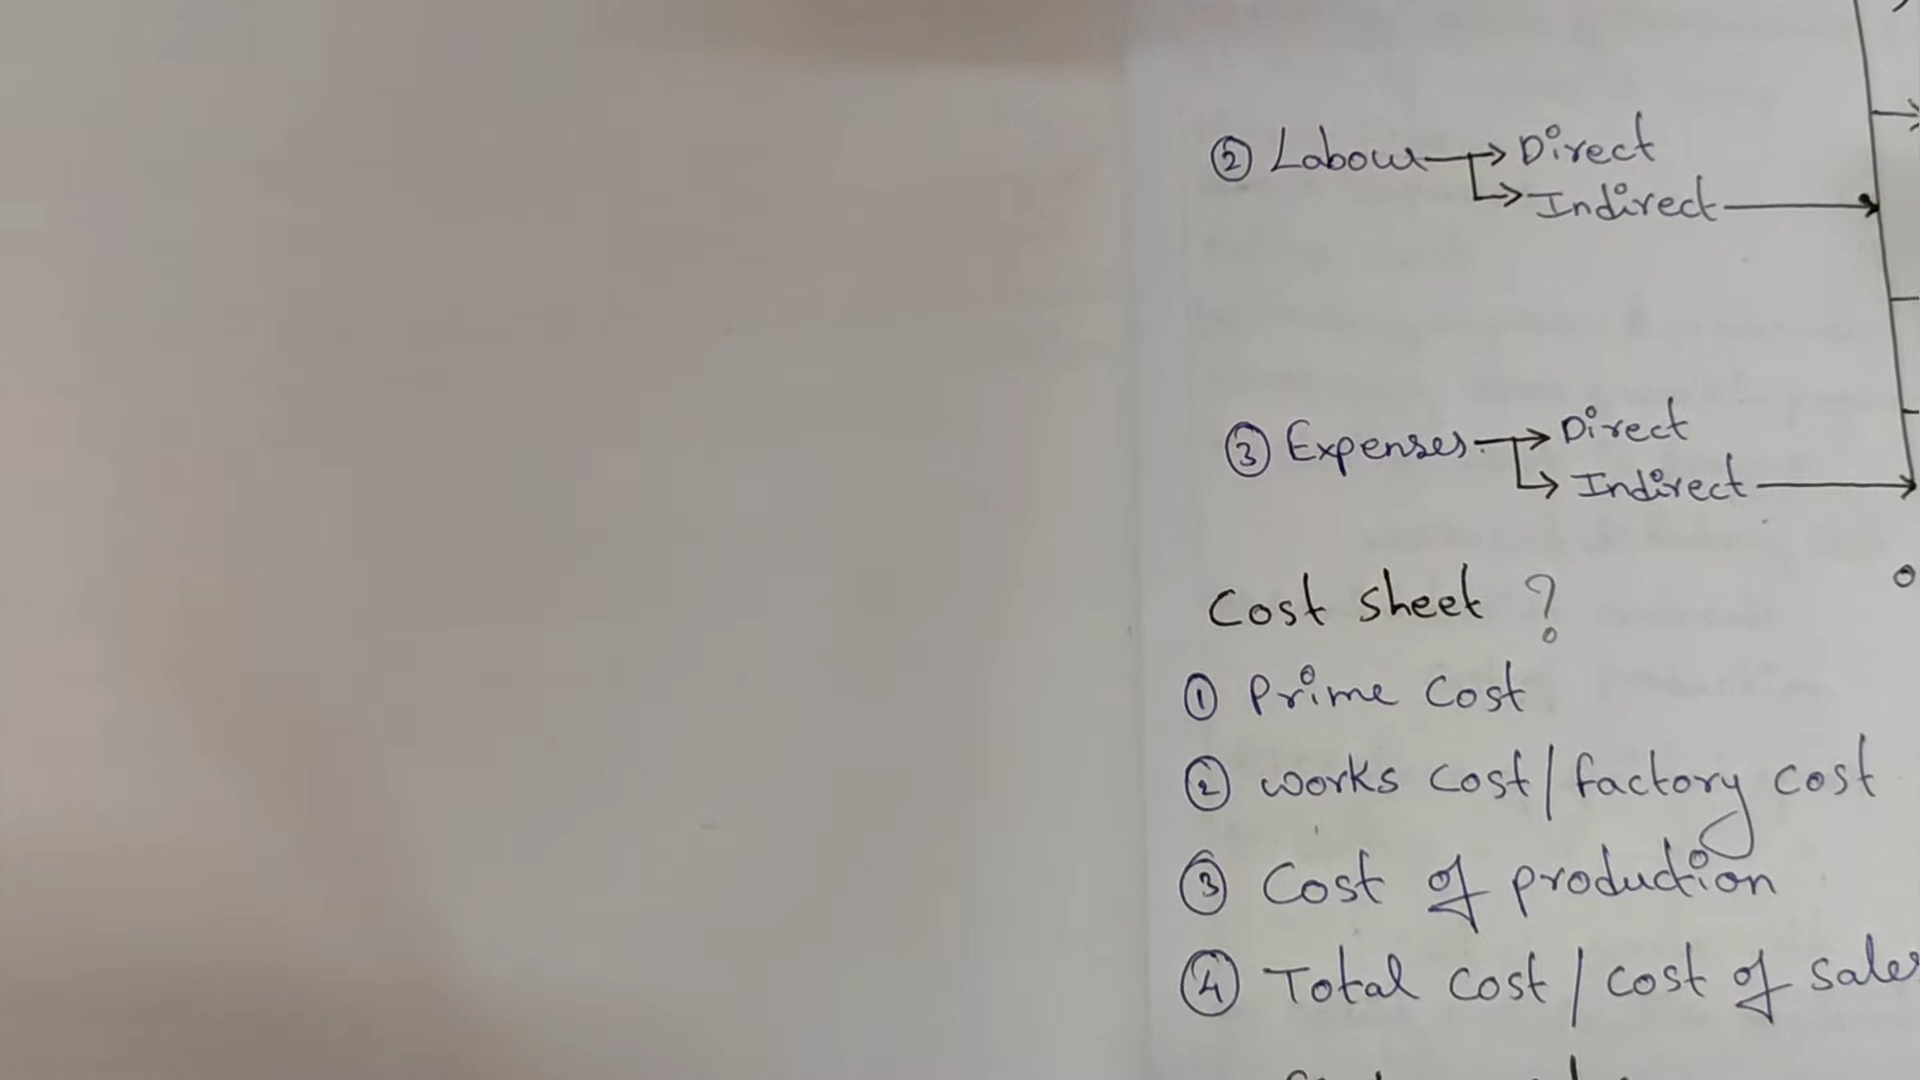 ② Labour → Direct
→ Indirect →
③ Expenses → Direct
→ Indirect →
Cost sheet ?
① Prime cost
② works cost/factory cost
③ Cost of production
④ Total cost / cost of sales